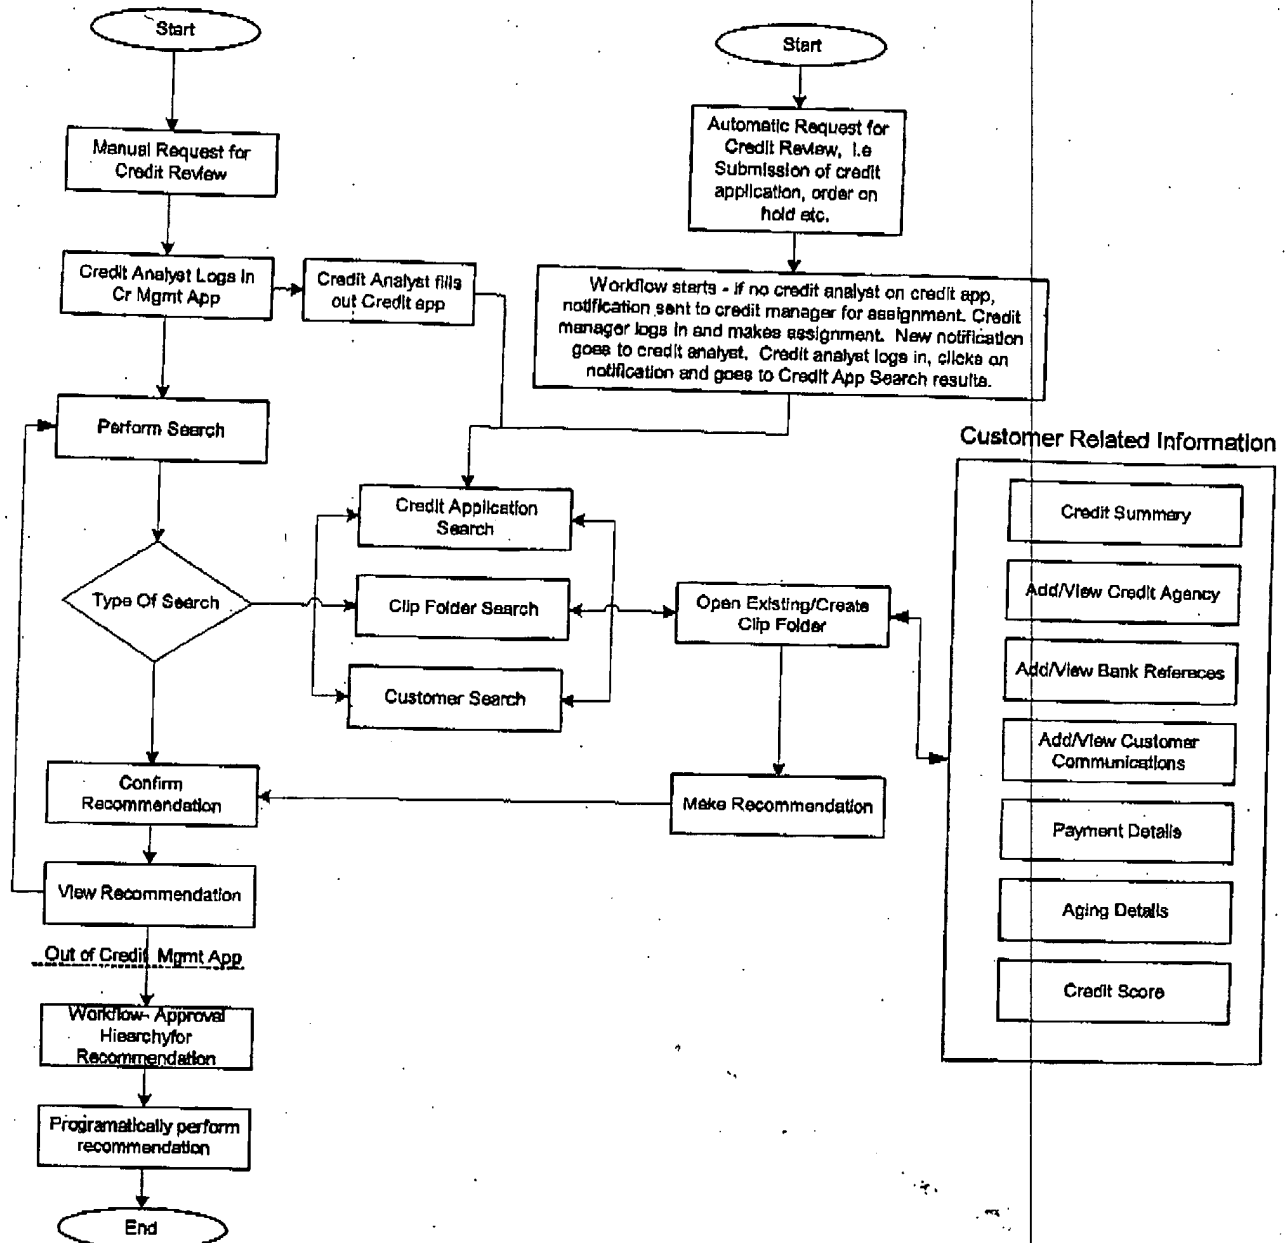 Start
Manual Request for
Credit Review
Credit Analyst Logs In
Cr Mgmt App
Credit Analyst fills
out Credit app
Perform Search
Type Of Search
Start
Automatic Request for
Credit Review, i.e
Submission of credit
application, order on
hold etc.
Workflow starts - if no credit analyst on credit app,
notification sent to credit manager for assignment. Credit
manager logs in and makes assignment. New notification
goes to credit analyst. Credit analyst logs in, clicks on
notification and goes to Credit App Search results.
Credit Application
Search
Clip Folder Search
Customer Search
Open Existing/Create
Clip Folder
Make Recommendation
Confirm
Recommendation
View Recommendation
Out of Credit Mgmt App
Workflow- Approval
Hiearchyfor
Recommendation
Programatically perform
recommendation
End
Customer Related Information
Credit Summary
Add/View Credit Agency
Add/View Bank Refereces
Add/View Customer
Communications
Payment Details
Aging Details
Credit Score